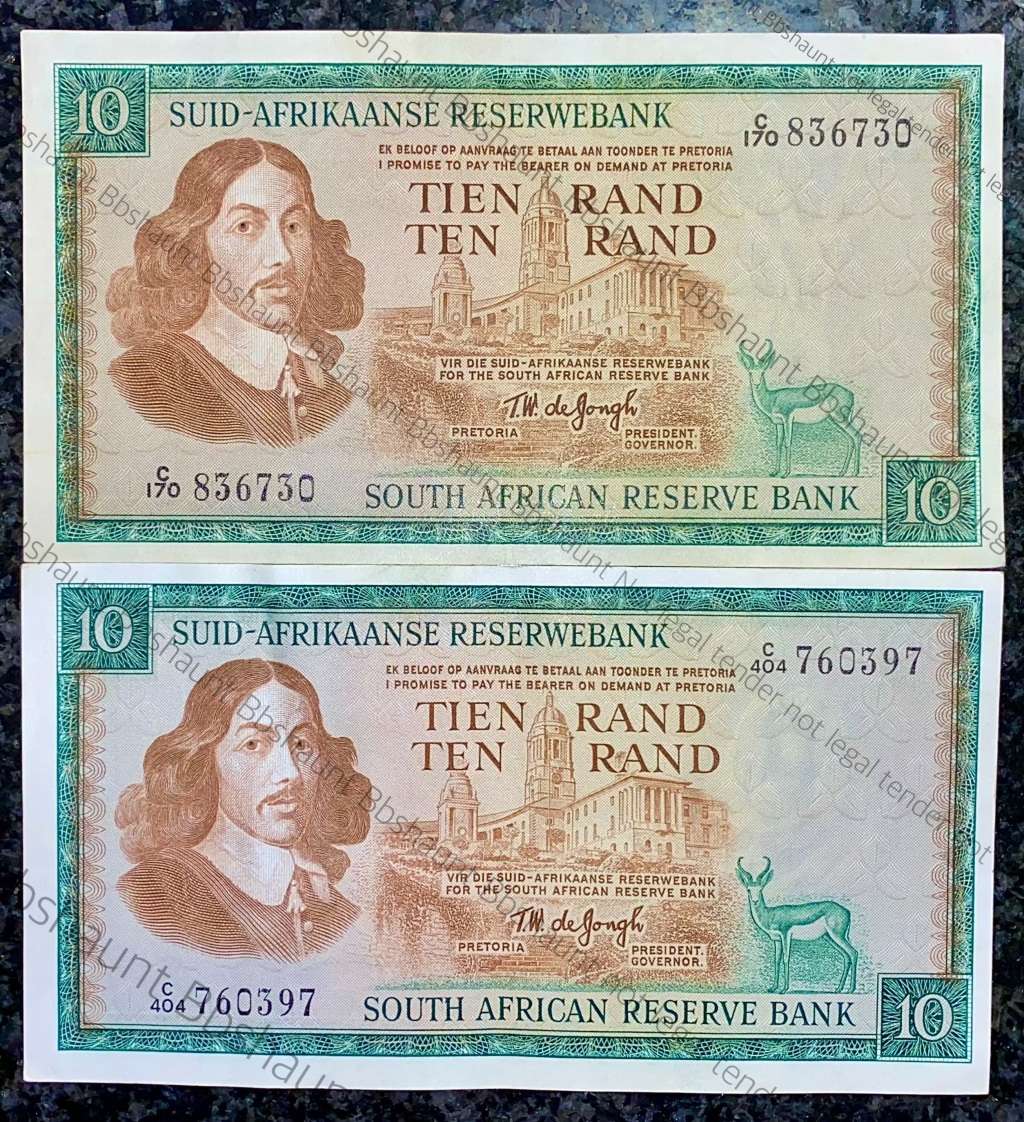 10
SUID-AFRIKAANSE RESERWEBANK
C/170 836730
EK BELOOF OP AANVRAAG TE BETAAL AAN TOONDER TE PRETORIA
I PROMISE TO PAY THE BEARER ON DEMAND AT PRETORIA
TIEN RAND
TEN RAND
VIR DIE SUID-AFRIKAANSE RESERWEBANK
FOR THE SOUTH AFRICAN RESERVE BANK
T.W. de Jongh
PRETORIA
PRESIDENT.
GOVERNOR.
C/170 836730
SOUTH AFRICAN RESERVE BANK
10
10
SUID-AFRIKAANSE RESERWEBANK
C/404 760397
EK BELOOF OP AANVRAAG TE BETAAL AAN TOONDER TE PRETORIA
I PROMISE TO PAY THE BEARER ON DEMAND AT PRETORIA
TIEN RAND
TEN RAND
VIR DIE SUID-AFRIKAANSE RESERWEBANK
FOR THE SOUTH AFRICAN RESERVE BANK
T.W. de Jongh
PRETORIA
PRESIDENT.
GOVERNOR.
C/404 760397
SOUTH AFRICAN RESERVE BANK
10
Bbshaunt Not legal tender not legal tender